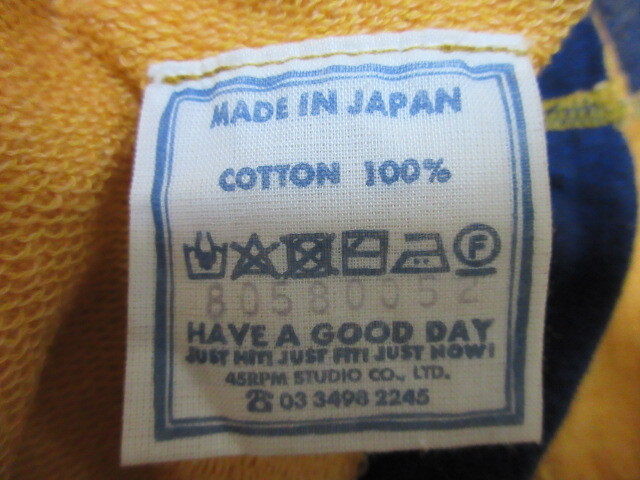 MADE IN JAPAN
COTTON 100%
F
80580052
HAVE A GOOD DAY
JUST HIT! JUST FIT! JUST NOW!
45RPM STUDIO CO., LTD.
☎ 03 3498 2245